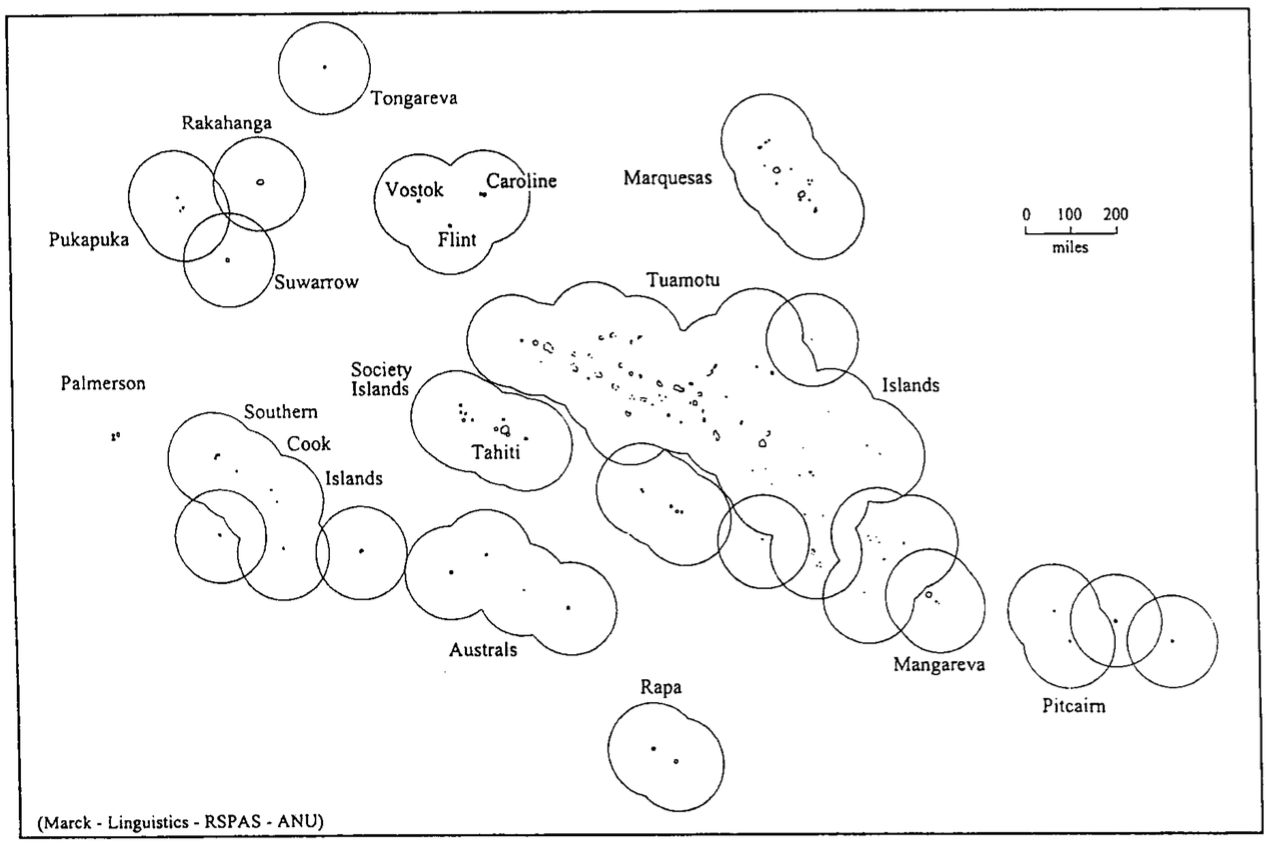 Tongareva
Rakahanga
Vostok
Caroline
Marquesas
0 100 200
miles
Pukapuka
Flint
Suwarrow
Tuamotu
Society
Islands
Palmerson
Islands
Southern
Cook
Tahiti
Islands
Australs
Mangareva
Rapa
Pitcairn
(Marck - Linguistics - RSPAS - ANU)